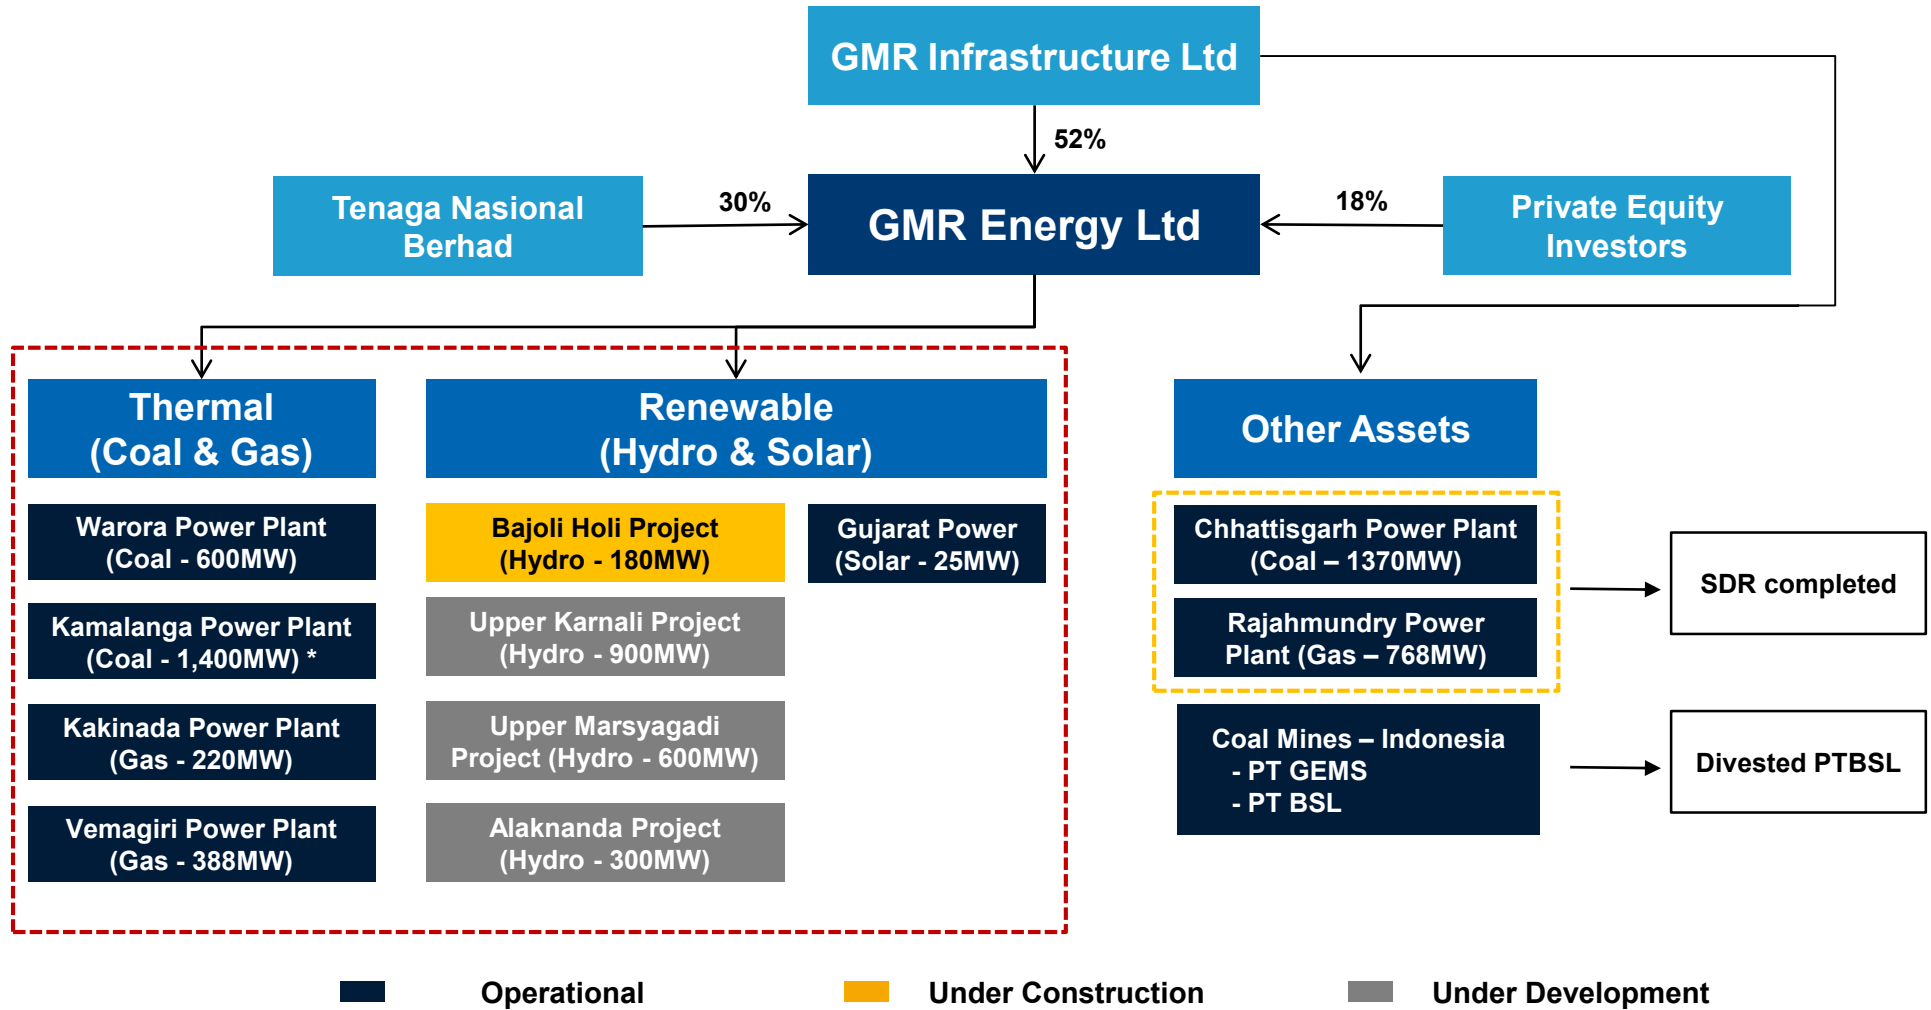 GMR Infrastructure Ltd
52%
Tenaga Nasional
Berhad
30%
GMR Energy Ltd
18%
Private Equity
Investors
Thermal
(Coal & Gas)
Renewable
(Hydro & Solar)
Other Assets
Warora Power Plant
(Coal - 600MW)
Kamalanga Power Plant
(Coal - 1,400MW) *
Kakinada Power Plant
(Gas - 220MW)
Vemagiri Power Plant
(Gas - 388MW)
Bajoli Holi Project
(Hydro - 180MW)
Upper Karnali Project
(Hydro - 900MW)
Upper Marsyagadi
Project (Hydro - 600MW)
Alaknanda Project
(Hydro - 300MW)
Gujarat Power
(Solar - 25MW)
Chhattisgarh Power Plant
(Coal – 1370MW)
Rajahmundry Power
Plant (Gas – 768MW)
SDR completed
Coal Mines – Indonesia
- PT GEMS
- PT BSL
Divested PTBSL
Operational
Under Construction
Under Development